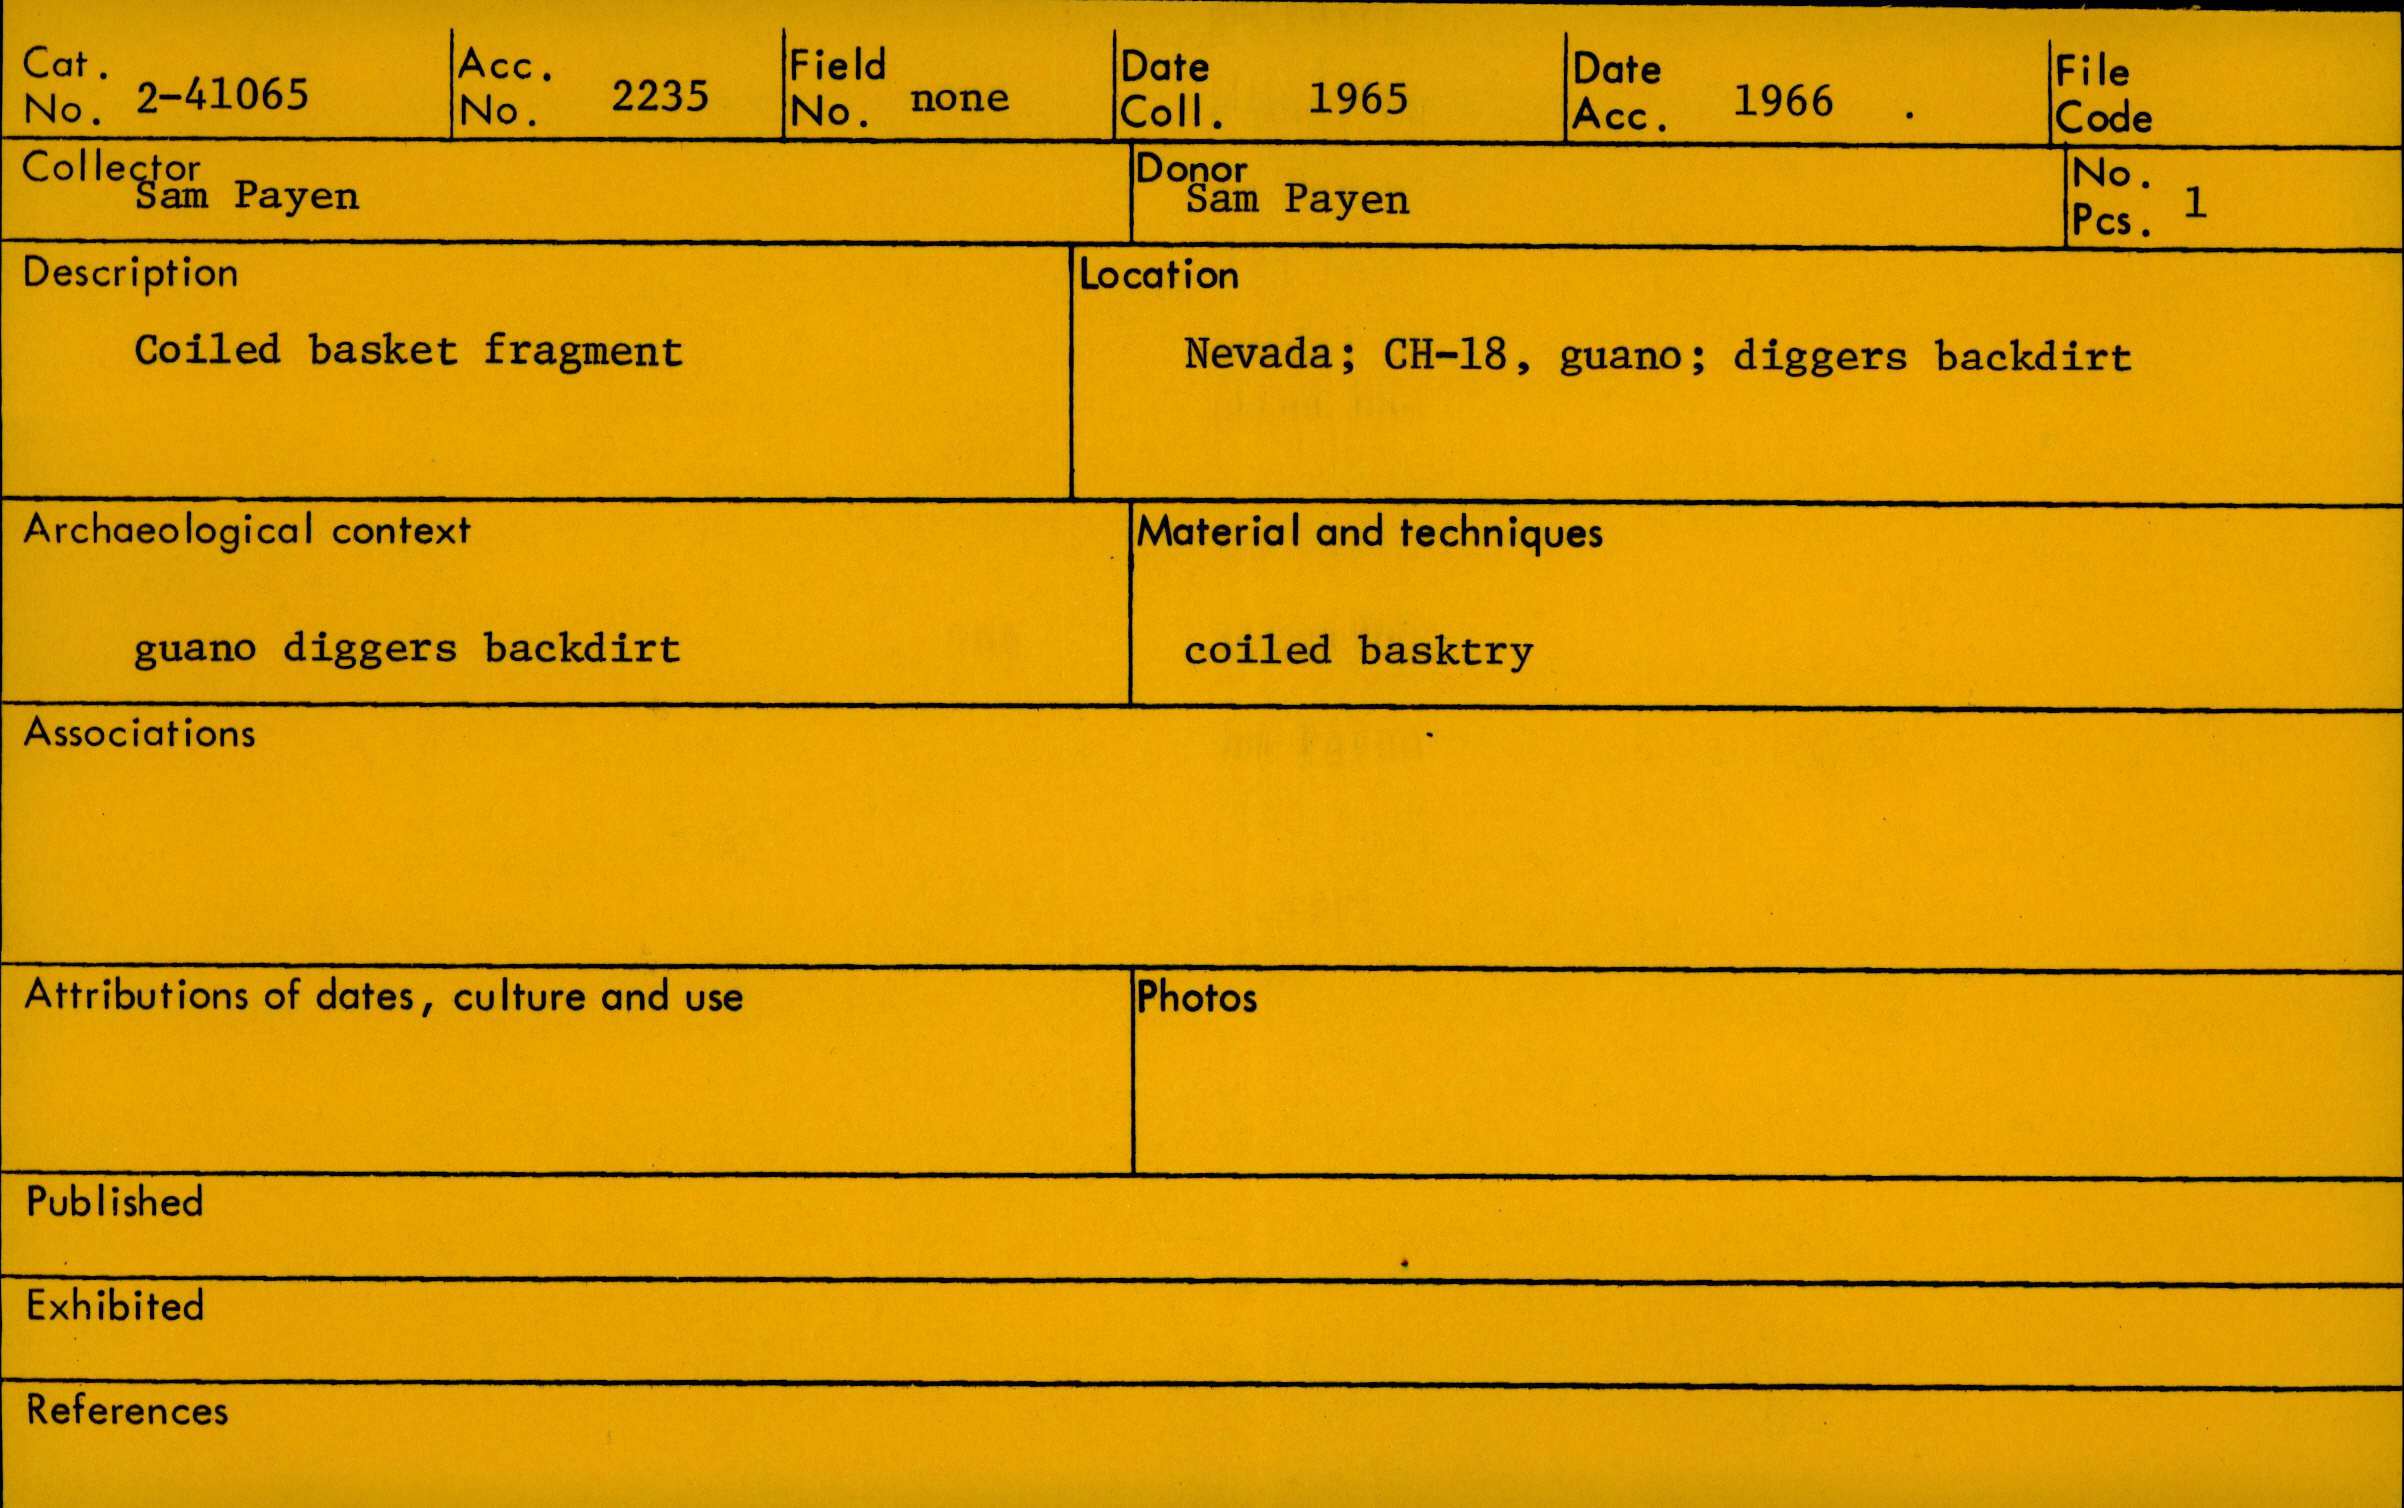 Cat. No. 2-41065 Acc. No. 2235 Field No. none Date Coll. 1965 Date Acc. 1966 . File Code
Collector Sam Payen Donor Sam Payen No. Pcs. 1
Description Location
Coiled basket fragment Nevada; CH-18, guano; diggers backdirt
Archaeological context Material and techniques
guano diggers backdirt coiled basktry
Associations
Attributions of dates, culture and use Photos
Published
Exhibited
References